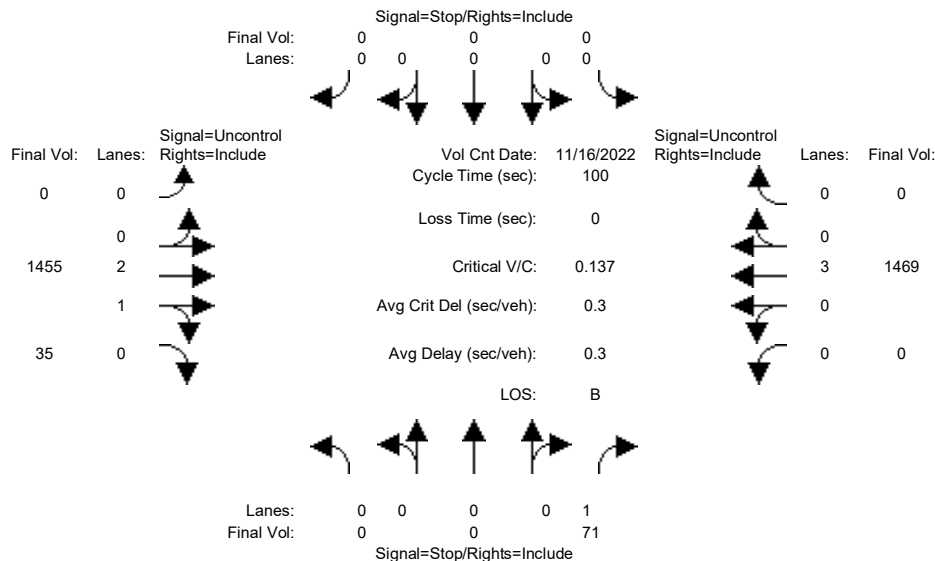 Signal=Stop/Rights=Include
Final Vol: 0 0 0
Lanes: 0 0 0 0 0
Signal=Uncontrol Signal=Uncontrol
Final Vol: Lanes: Rights=Include Vol Cnt Date: 11/16/2022 Rights=Include Lanes: Final Vol:
Cycle Time (sec): 100
0 0 0 0
Loss Time (sec): 0
0 0
1455 2 Critical V/C: 0.137 3 1469
1 Avg Crit Del (sec/veh): 0.3 0
35 0 Avg Delay (sec/veh): 0.3 0 0
LOS: B
Lanes: 0 0 0 0 1
Final Vol: 0 0 71
Signal=Stop/Rights=Include